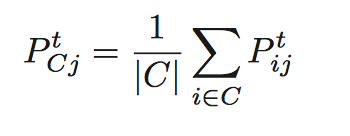 $P^t_{Cj} = \frac{1}{|C|} \sum_{i \in C} P^t_{ij}$